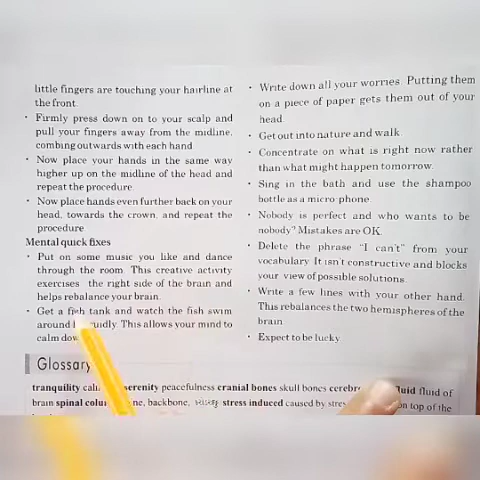 little fingers are touching your hairline at
the front.
• Firmly press down on to your scalp and
pull your fingers away from the midline,
combing outwards with each hand
• Now place your hands in the same way
higher up on the midline of the head and
repeat the procedure.
• Now place hands even further back on your
head, towards the crown, and repeat the
procedure
Mental quick fixes
• Put on some music you like and dance
through the room. This creative activity
exercises the right side of the brain and
helps rebalance your brain.
• Get a fish tank and watch the fish swim
around This allows your mind to
calm
• Write down all your worries. Putting them
on a piece of paper gets them out of your
head
• Get out into nature and walk
• Concentrate on what is right now rather
than what might happen tomorrow.
• Sing in the bath and use the shampoo
bottle as a micro phone.
• Nobody is perfect and who wants to be
nobody" Mistakes are OK.
• Delete the phrase "I can't" from your
vocabulary It isn't constructive and blocks
your view of possible solutions.
• Write a few lines with your other hand.
This rebalances the two hemispheres of the
brain
• Expect to be lucky
Glossary
tranquility serenity peacefulness cranial bones skull bones fluid fluid of
brain spinal backbone, stress induced caused by on top of the